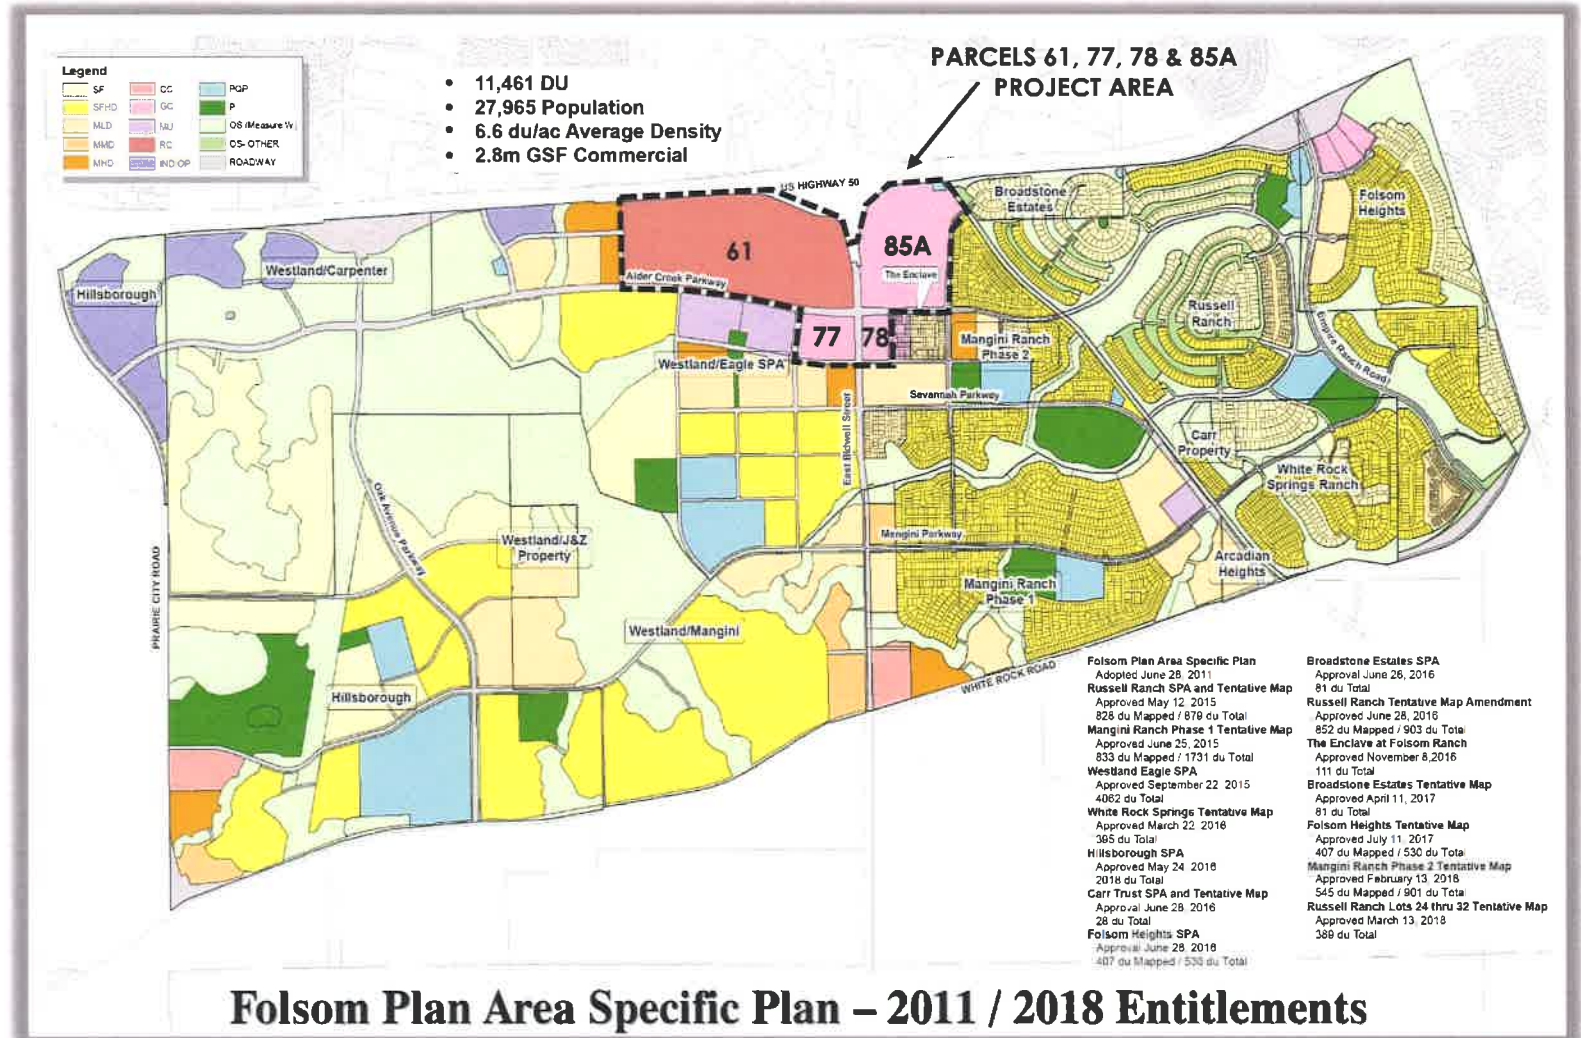 Legend
SF
SFHD
MLD
MMD
MHD
CC
GC
MU
RC
IND/OP
PQP
P
OS (Measure W)
OS- OTHER
ROADWAY
• 11,461 DU
• 27,965 Population
• 6.6 du/ac Average Density
• 2.8m GSF Commercial
PARCELS 61, 77, 78 & 85A
PROJECT AREA
US HIGHWAY 50
Broadstone
Estates
Folsom
Heights
61
85A
The Enclave
Westland/Carpenter
Hillsborough
Alder Creek Parkway
Russell
Ranch
77
78
Mangini Ranch
Phase 2
Empire Ranch Road
Westland/Eagle SPA
Savannah Parkway
East Bidwell Street
Carr
Property
White Rock
Springs Ranch
Oak Avenue Parkway
Westland/J&Z
Property
Mangini Parkway
PRAIRIE CITY ROAD
Arcadian
Heights
Mangini Ranch
Phase 1
Westland/Mangini
WHITE ROCK ROAD
Hillsborough
Folsom Plan Area Specific Plan
Adopted June 28, 2011
Russell Ranch SPA and Tentative Map
Approved May 12, 2015
828 du Mapped / 879 du Total
Mangini Ranch Phase 1 Tentative Map
Approved June 25, 2015
833 du Mapped / 1731 du Total
Westland Eagle SPA
Approved September 22 2015
4062 du Total
White Rock Springs Tentative Map
Approved March 22 2016
395 du Total
Hillsborough SPA
Approved May 24 2016
2018 du Total
Carr Trust SPA and Tentative Map
Approval June 28, 2016
28 du Total
Folsom Heights SPA
Approval June 28, 2016
407 du Mapped / 530 du Total
Broadstone Estates SPA
Approval June 26, 2016
81 du Total
Russell Ranch Tentative Map Amendment
Approved June 28, 2016
852 du Mapped / 903 du Total
The Enclave at Folsom Ranch
Approved November 8,2016
111 du Total
Broadstone Estates Tentative Map
Approved April 11, 2017
81 du Total
Folsom Heights Tentative Map
Approved July 11, 2017
407 du Mapped / 530 du Total
Mangini Ranch Phase 2 Tentative Map
Approved February 13, 2018
545 du Mapped / 901 du Total
Russell Ranch Lots 24 thru 32 Tentative Map
Approved March 13, 2018
389 du Total
Folsom Plan Area Specific Plan – 2011 / 2018 Entitlements